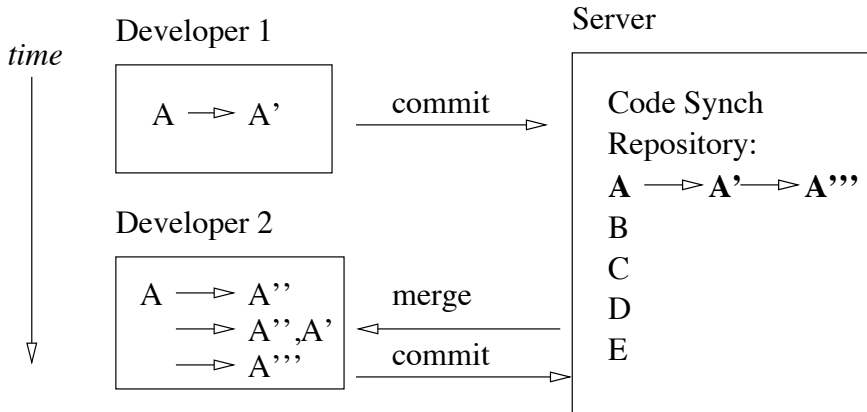 Developer 1
Server
time
A A’
commit
Code Synch
Repository:
A A’ A’’’
Developer 2
B
A A’’
merge
C
A’’,A’
D
A’’’
commit
E